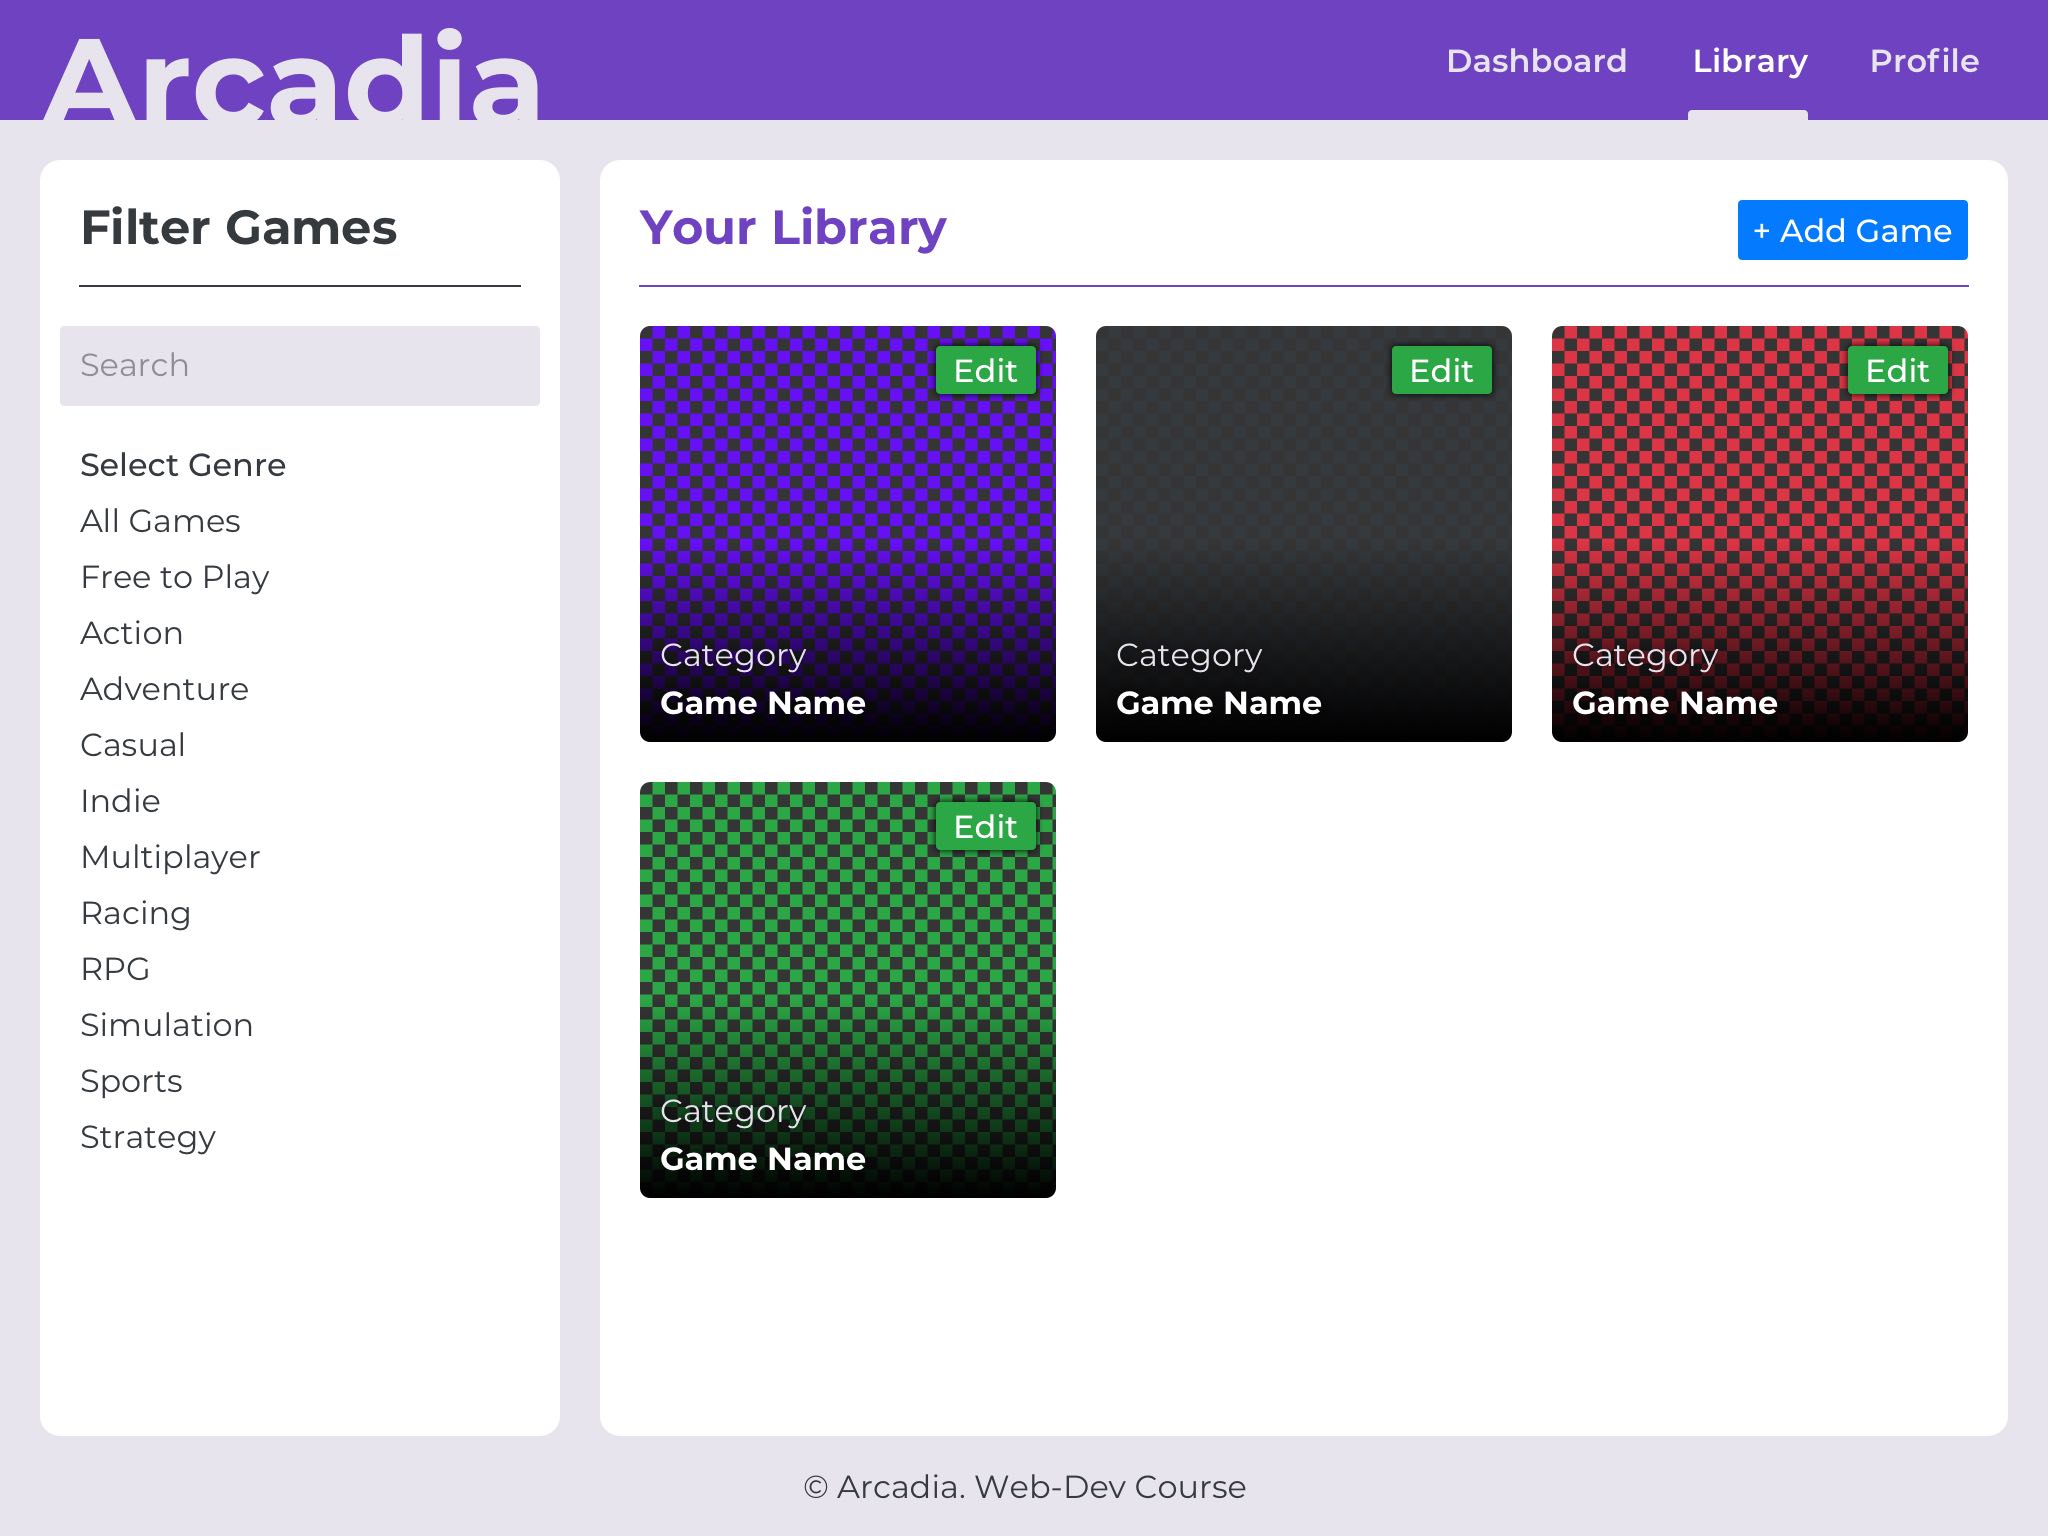 Arcadia
Dashboard
Library
Profile
Filter Games
Search
Select Genre
All Games
Free to Play
Action
Adventure
Casual
Indie
Multiplayer
Racing
RPG
Simulation
Sports
Strategy
Your Library
+ Add Game
Edit
Category
Game Name
Edit
Category
Game Name
Edit
Category
Game Name
Edit
Category
Game Name
© Arcadia. Web-Dev Course